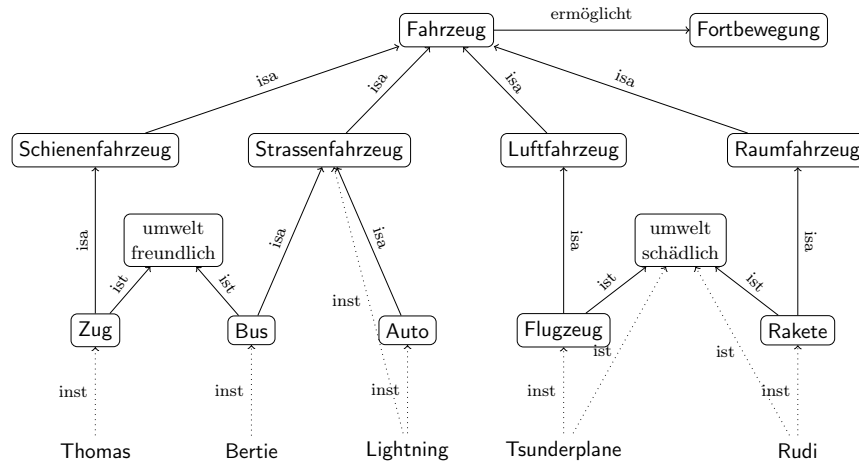 ermöglicht
Fahrzeug
Fortbewegung
isa
isa
isa
isa
Schienenfahrzeug
Strassenfahrzeug
Luftfahrzeug
Raumfahrzeug
umwelt
freundlich
umwelt
schädlich
isa
isa
isa
isa
isa
ist
ist
ist
ist
inst
Zug
Bus
Auto
Flugzeug
Rakete
ist
ist
inst
inst
inst
inst
inst
Thomas
Bertie
Lightning
Tsunderplane
Rudi